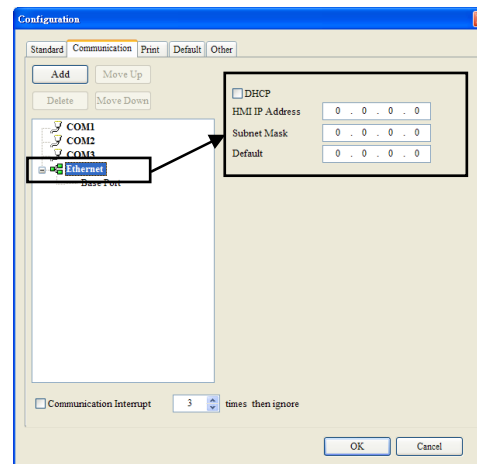 Configuration
Standard Communication Print Default Other
Add Move Up
Delete Move Down
COM1
COM2
COM3
Ethernet
Base Port
DHCP
HMI IP Address 0 . 0 . 0 . 0
Subnet Mask 0 . 0 . 0 . 0
Default 0 . 0 . 0 . 0
Communication Interrupt 3 times then ignore
OK Cancel